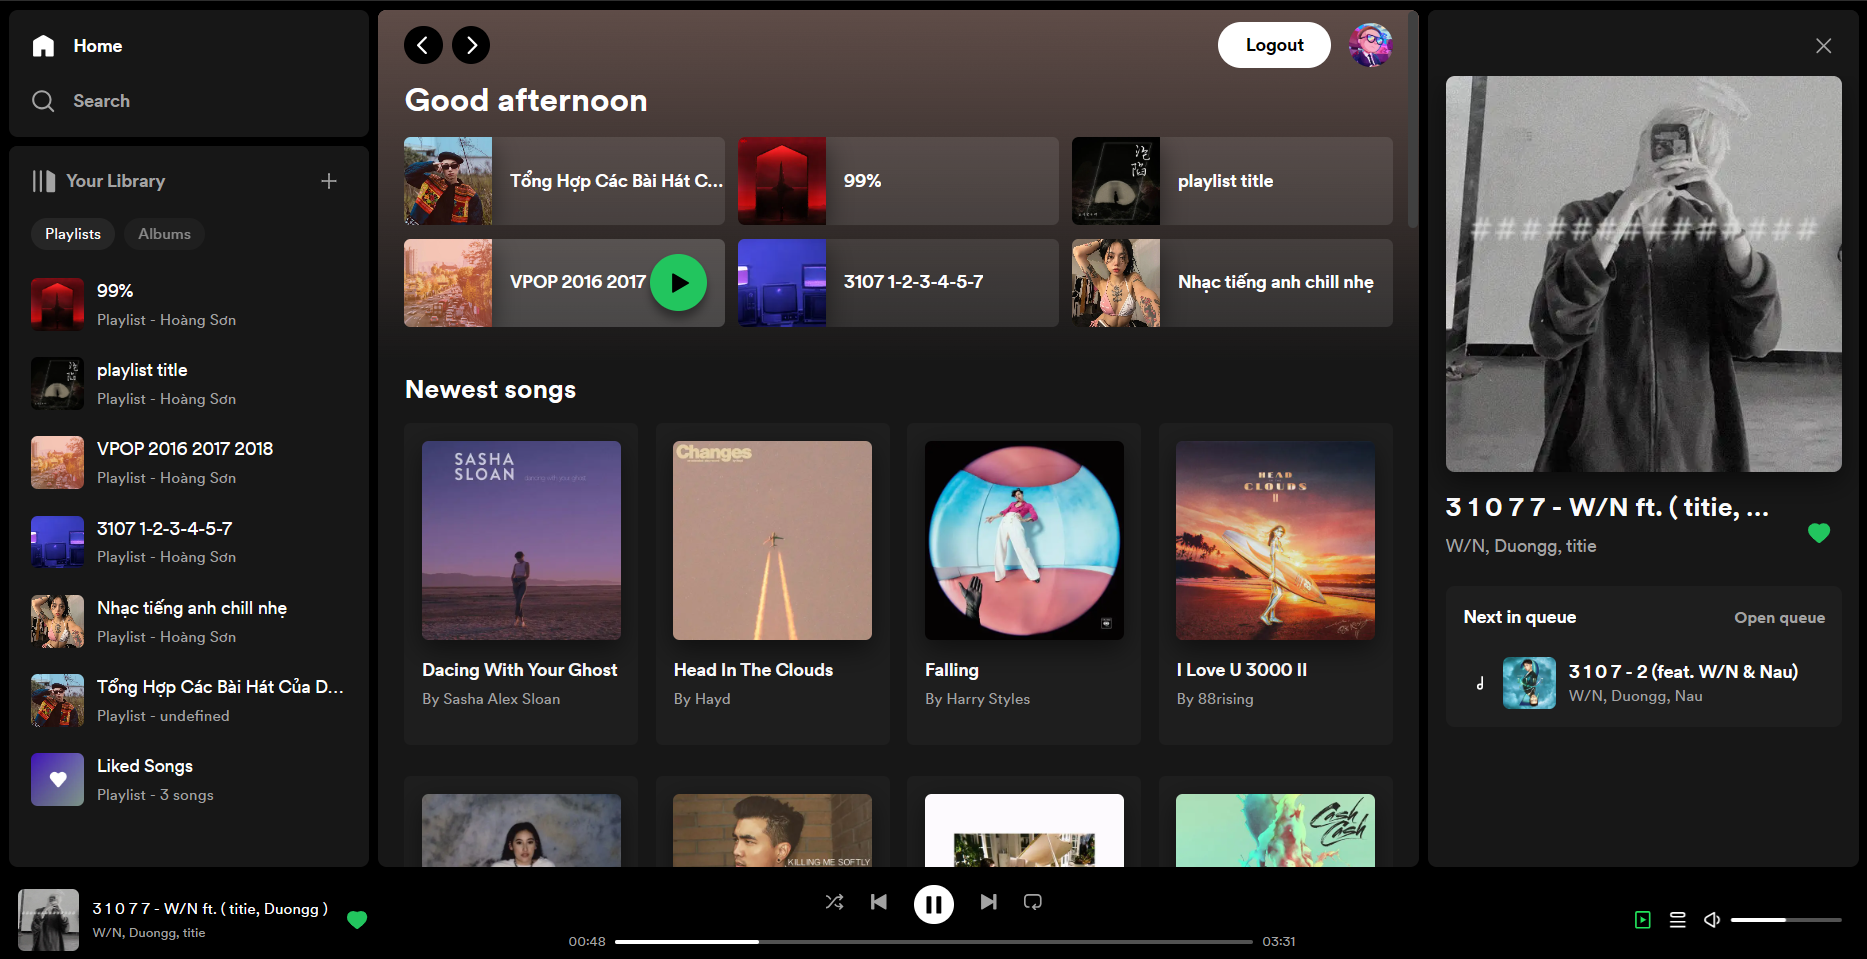 Home
Search
Your Library
Playlists
Albums
99%
Playlist - Hoàng Sơn
playlist title
Playlist - Hoàng Sơn
VPOP 2016 2017 2018
Playlist - Hoàng Sơn
3107 1-2-3-4-5-7
Playlist - Hoàng Sơn
Nhạc tiếng anh chill nhẹ
Playlist - Hoàng Sơn
Tổng Hợp Các Bài Hát Của D...
Playlist - undefined
Liked Songs
Playlist - 3 songs
Logout
Good afternoon
Tổng Hợp Các Bài Hát C...
99%
playlist title
VPOP 2016 2017
3107 1-2-3-4-5-7
Nhạc tiếng anh chill nhẹ
Newest songs
SASHA
SLOAN
dancing with your ghost
Changes
HEAD
CLOUDS
II
Dacing With Your Ghost
By Sasha Alex Sloan
Head In The Clouds
By Hayd
Falling
By Harry Styles
I Love U 3000 II
By 88rising
KILLING ME SOFTLY
Cash
Cash
###############
3 1 0 7 7 - W/N ft. ( titie, ...
W/N, Duongg, titie
Next in queue
Open queue
3 1 0 7 - 2 (feat. W/N & Nau)
W/N, Duongg, Nau
3 1 0 7 7 - W/N ft. ( titie, Duongg )
W/N, Duongg, titie
00:48
03:31